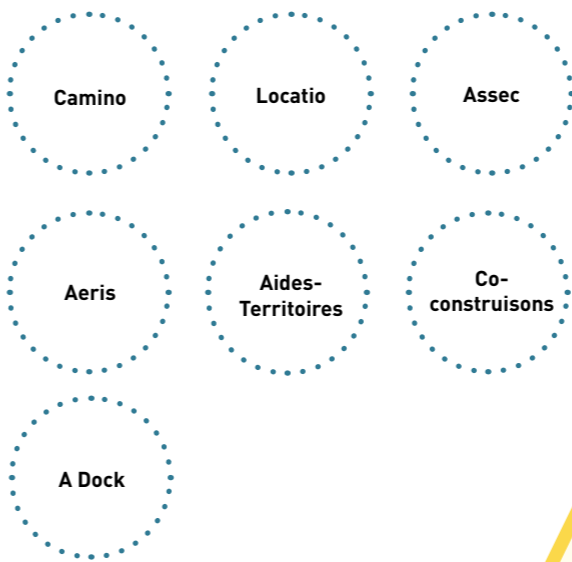 Camino
Locatio
Assec
Aeris
Aides-
Territoires
Co-
construisons
A Dock